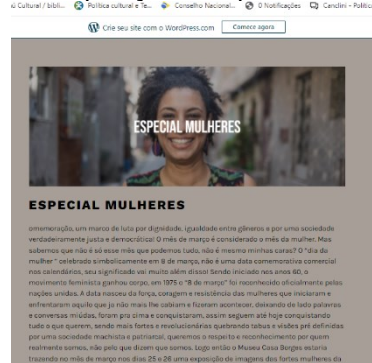 ú Cultural / bibli... Política cultural e Te... Conselho Nacional... 0 Notificações Canclini - Polític
Crie seu site com o WordPress.com Comece agora
ESPECIAL MULHERES
ESPECIAL MULHERES
omemoração, um marco de luta por dignidade, igualdade entre gêneros e por uma sociedade
verdadeiramente justa e democrática! O mês de março é considerado o mês da mulher. Mas
sabemos que não é só esse mês que podemos tudo, não é mesmo minhas caras? O "dia da
mulher" celebrado simbolicamente em 8 de março, não é uma data comemorativa comercial
nos calendários, seu significado vai muito além disso! Sendo iniciado nos anos 60, o
movimento feminista ganhou corpo, em 1975 o "8 de março" foi reconhecido oficialmente pelas
nações unidas. A data nasceu da força, coragem e resistência das mulheres que iniciaram e
enfrentaram aquilo que já não mais lhe cabiam e fizeram acontecer, deixando de lado palavras
e conversas miúdas, foram pra cima e conquistaram, assim seguem até hoje conquistando
tudo o que querem, sendo mais fortes e revolucionárias quebrando tabus e visões pré definidas
por uma sociedade machista e patriarcal, queremos o respeito e reconhecimento por quem
realmente somos, não pelo que dizem que somos. Logo então o Museu Casa Borges estaria
trazendo no mês de março nos dias 25 e 26 uma exposição de imagens das fortes mulheres da